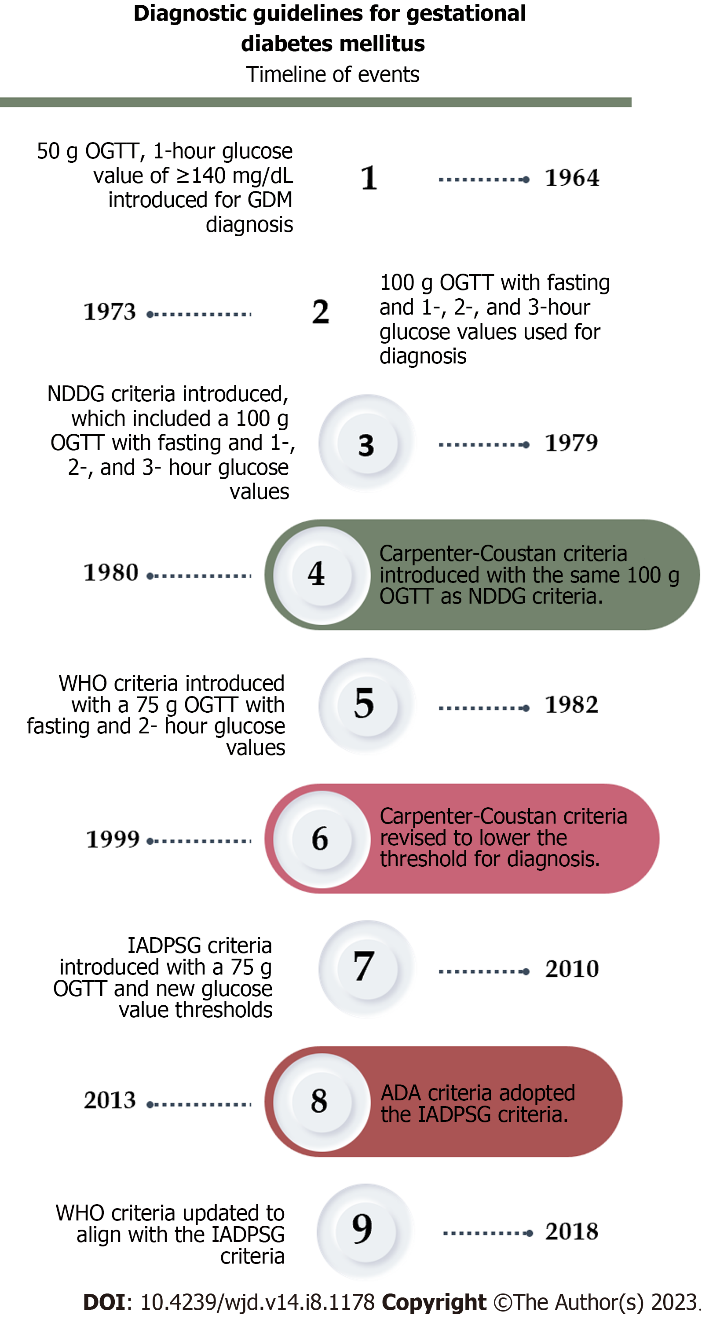 Diagnostic guidelines for gestational
diabetes mellitus
Timeline of events
50 g OGTT, 1-hour glucose
value of ≥140 mg/dL
introduced for GDM
diagnosis
1
1964
1973
2
100 g OGTT with fasting
and 1-, 2-, and 3-hour
glucose values used for
diagnosis
NDDG criteria introduced,
which included a 100 g
OGTT with fasting and 1-,
2-, and 3- hour glucose
values
3
1979
1980
4
Carpenter-Coustan criteria
introduced with the same 100 g
OGTT as NDDG criteria.
WHO criteria introduced
with a 75 g OGTT with
fasting and 2- hour glucose
values
5
1982
1999
6
Carpenter-Coustan criteria
revised to lower the
threshold for diagnosis.
IADPSG criteria
introduced with a 75 g
OGTT and new glucose
value thresholds
7
2010
2013
8
ADA criteria adopted
the IADPSG criteria.
WHO criteria updated to
align with the IADPSG
criteria
9
2018
DOI: 10.4239/wjd.v14.i8.1178 Copyright ©The Author(s) 2023.